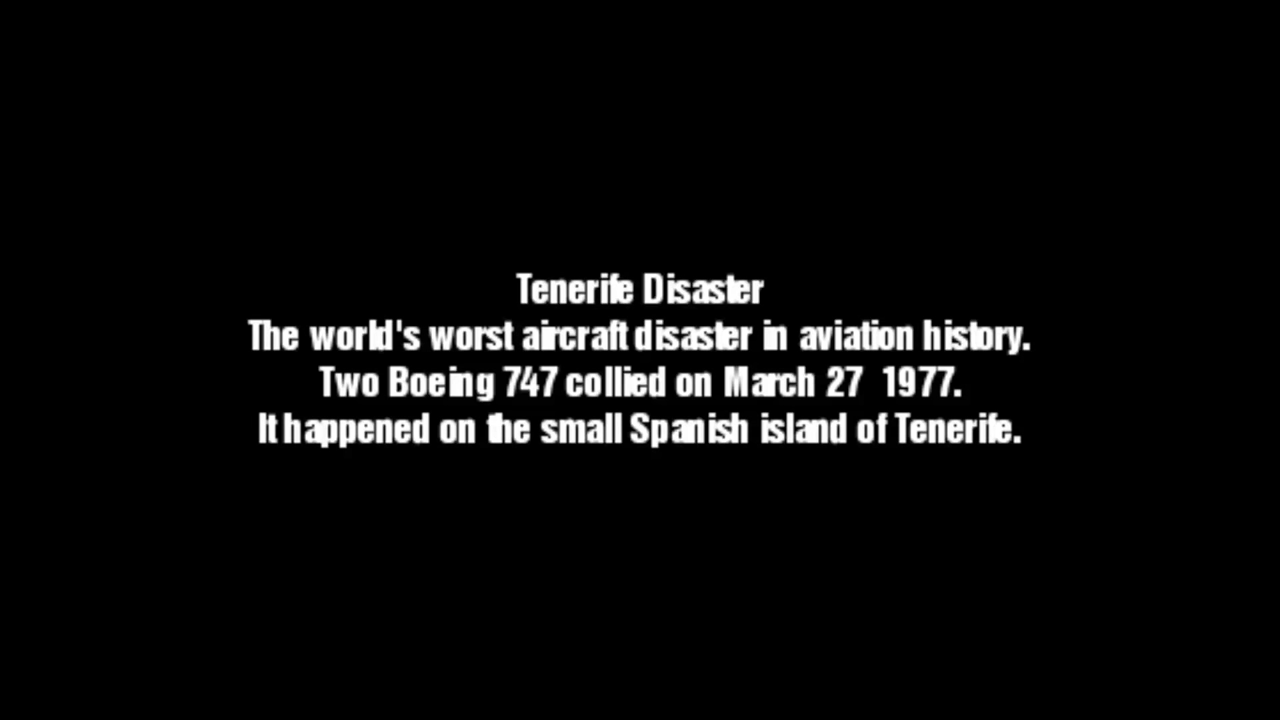 Tenerife Disaster
The world's worst aircraft disaster in aviation history.
Two Boeing 747 collied on March 27  1977.
It happened on the small Spanish island of Tenerife.